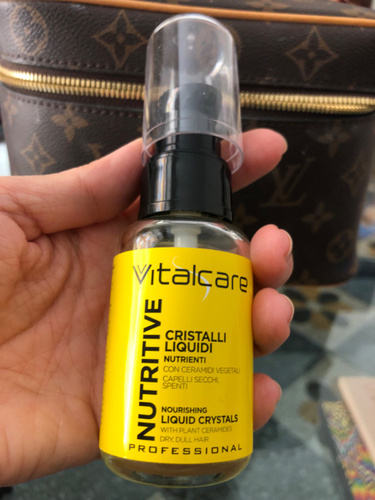 Vitalcare
NUTRITIVE
CRISTALLI
LIQUIDI
NUTRIENTI
CON CERAMIDI VEGETALI
CAPELLI SECCHI,
SPENTI
NOURISHING
LIQUID CRYSTALS
WITH PLANT CERAMIDES
DRY, DULL HAIR
PROFESSIONAL